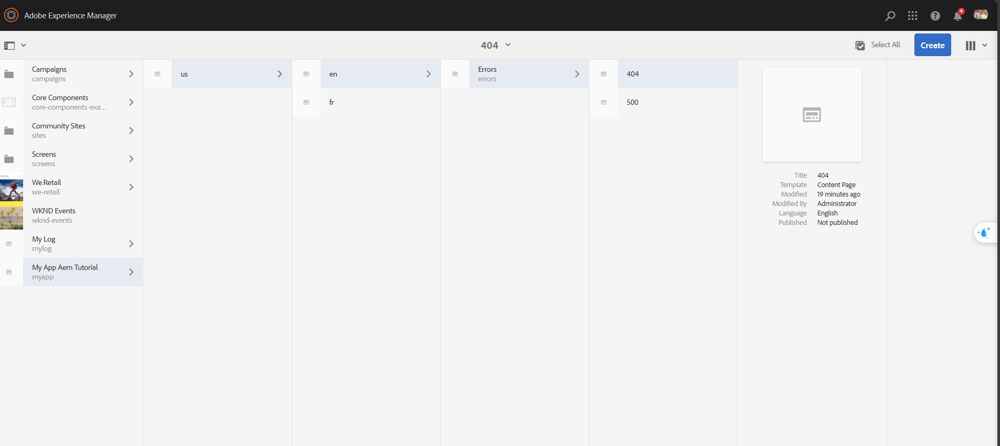 Adobe Experience Manager
4
404
Select All
Create
Campaigns
campaigns
Core Components
core-components-exa...
Community Sites
sites
Screens
screens
We.Retail
we-retail
WKND Events
wknd-events
My Log
mylog
My App Aem Tutorial
myapp
us
en
fr
Errors
errors
404
500
Title 404
Template Content Page
Modified 19 minutes ago
Modified By Administrator
Language English
Published Not published